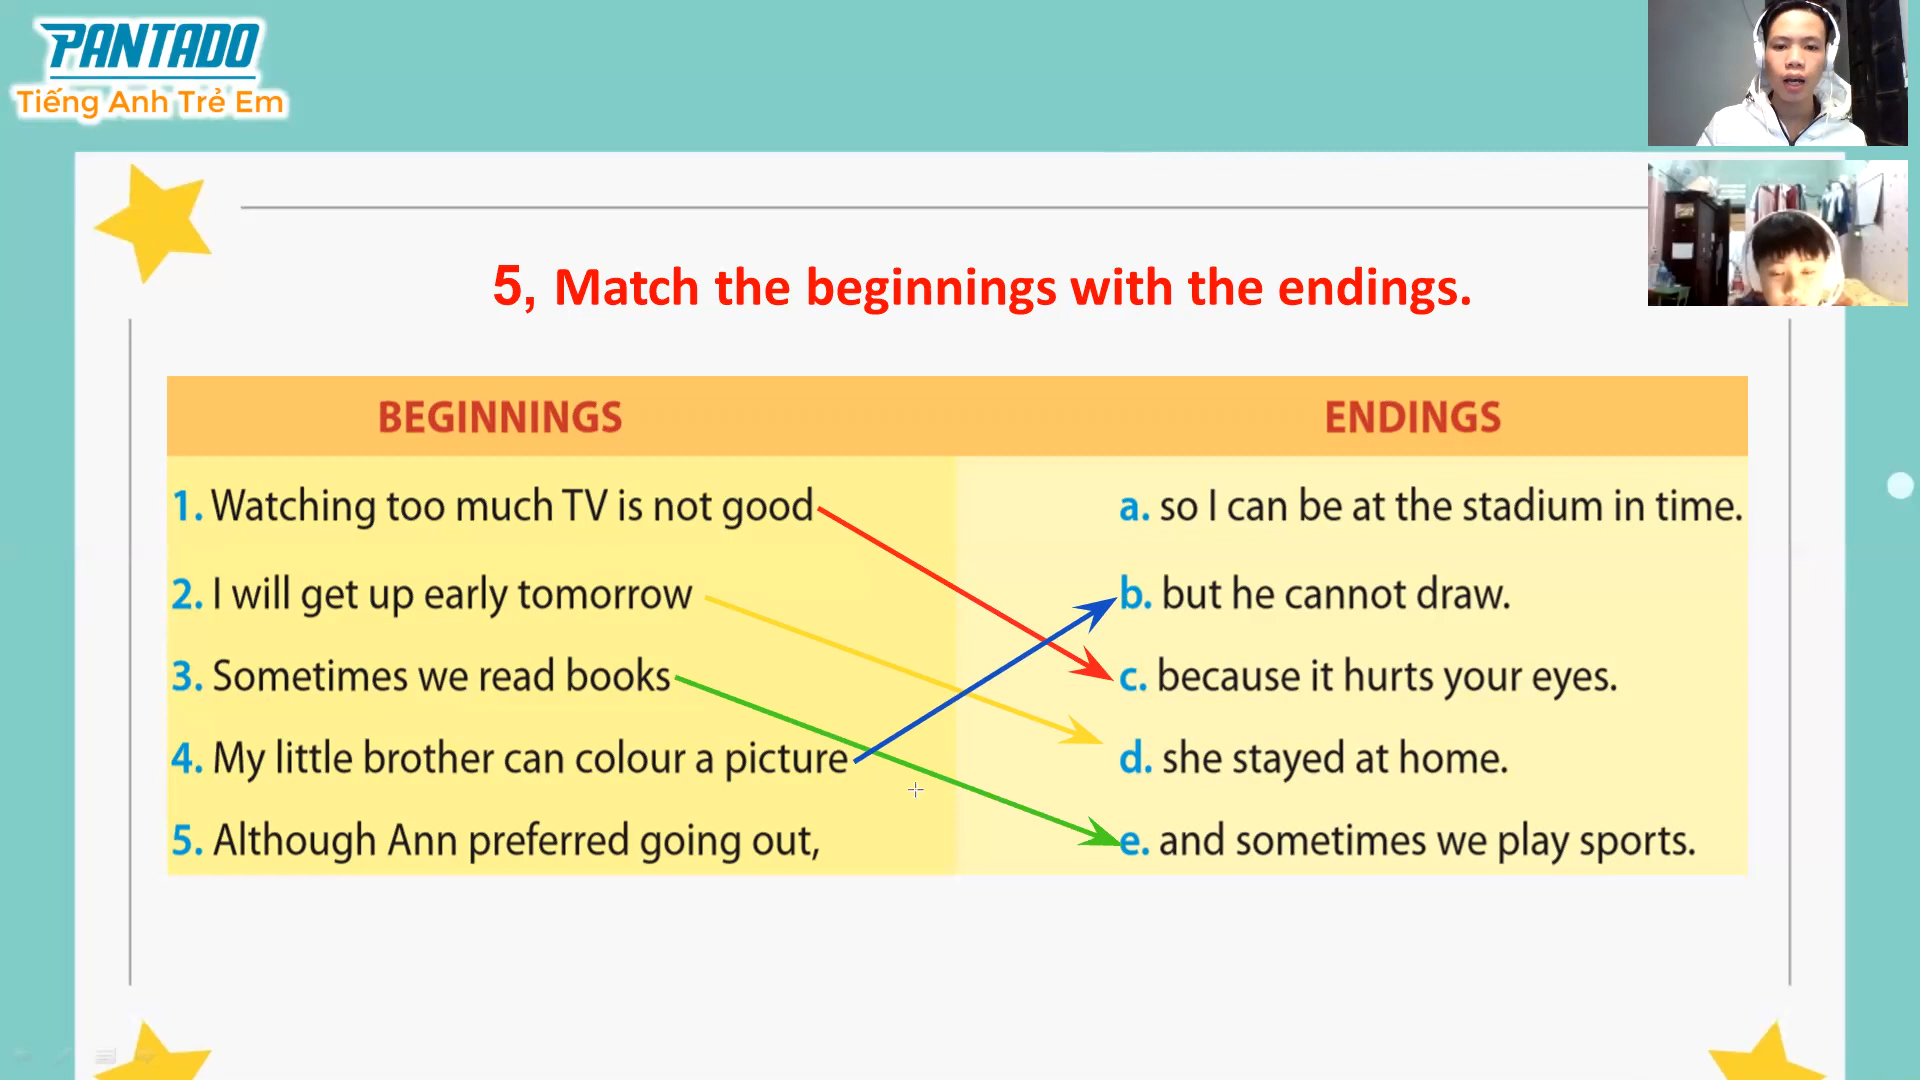 PANTADO
Tiếng Anh Trẻ Em
5, Match the beginnings with the endings.
BEGINNINGS
ENDINGS
1. Watching too much TV is not good
a. so I can be at the stadium in time.
2. I will get up early tomorrow
b. but he cannot draw.
3. Sometimes we read books
c. because it hurts your eyes.
4. My little brother can colour a picture
d. she stayed at home.
5. Although Ann preferred going out,
e. and sometimes we play sports.